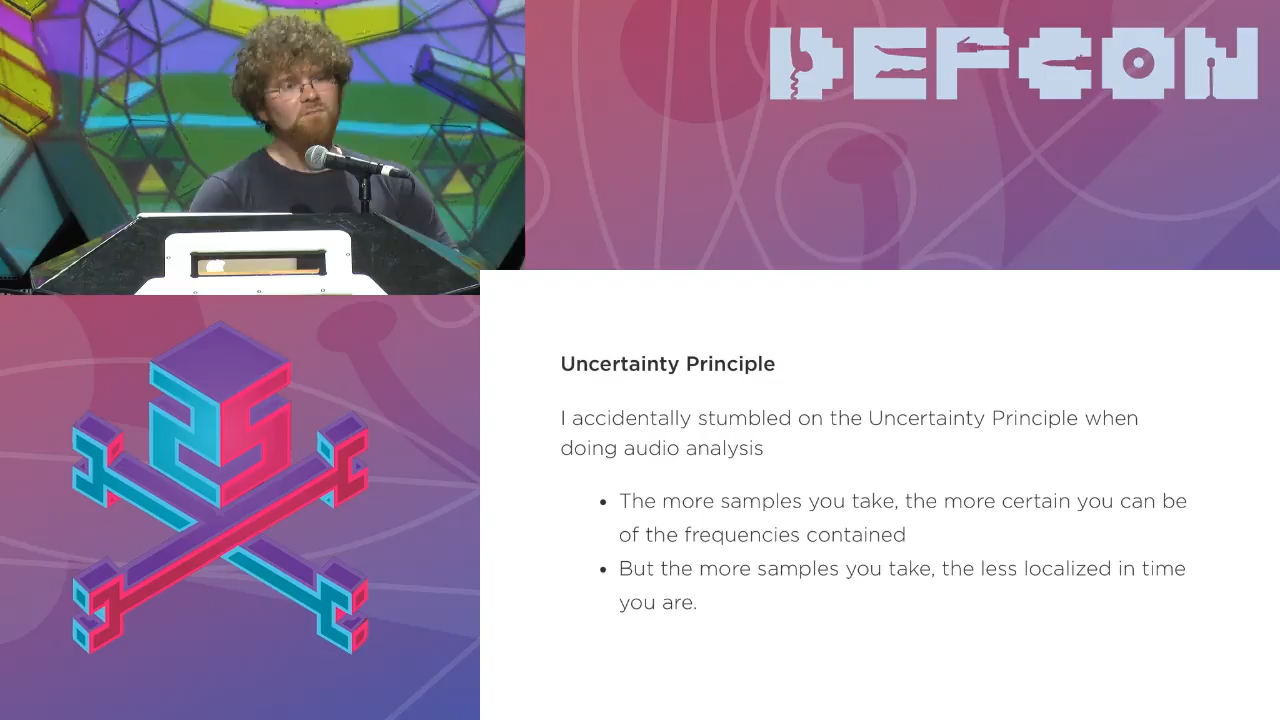 DEFCON
25
Uncertainty Principle
I accidentally stumbled on the Uncertainty Principle when
doing audio analysis
• The more samples you take, the more certain you can be
of the frequencies contained
• But the more samples you take, the less localized in time
you are.